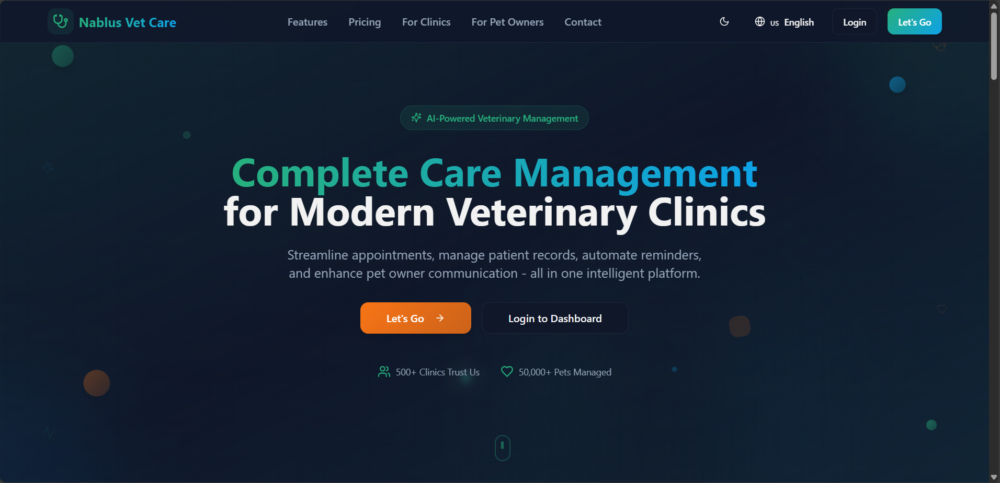 Nablus Vet Care
Features
Pricing
For Clinics
For Pet Owners
Contact
us English
Login
Let's Go
AI-Powered Veterinary Management
Complete Care Management
for Modern Veterinary Clinics
Streamline appointments, manage patient records, automate reminders,
and enhance pet owner communication - all in one intelligent platform.
Let's Go
Login to Dashboard
500+ Clinics Trust Us
50,000+ Pets Managed